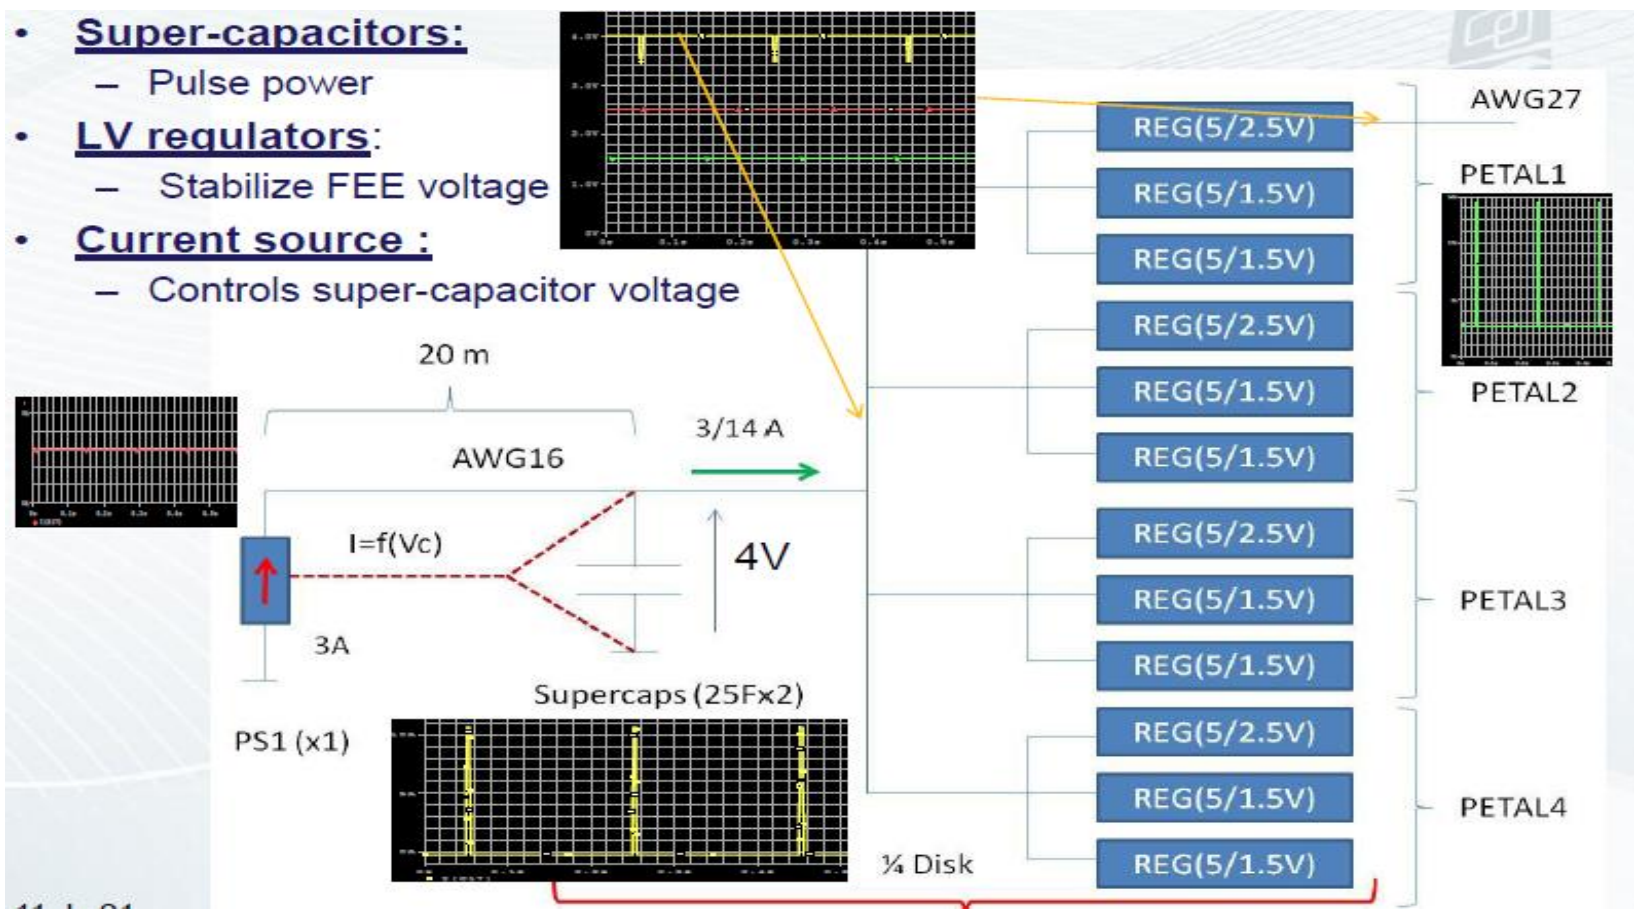 • Super-capacitors:
– Pulse power
• LV regulators:
– Stabilize FEE voltage
• Current source :
– Controls super-capacitor voltage
20 m
AWG16
3/14 A
I=f(Vc)
4V
3A
Supercaps (25Fx2)
PS1 (x1)
¼ Disk
AWG27
REG(5/2.5V)
REG(5/1.5V)
REG(5/1.5V)
PETAL1
REG(5/2.5V)
REG(5/1.5V)
REG(5/1.5V)
PETAL2
REG(5/2.5V)
REG(5/1.5V)
REG(5/1.5V)
PETAL3
REG(5/2.5V)
REG(5/1.5V)
REG(5/1.5V)
PETAL4